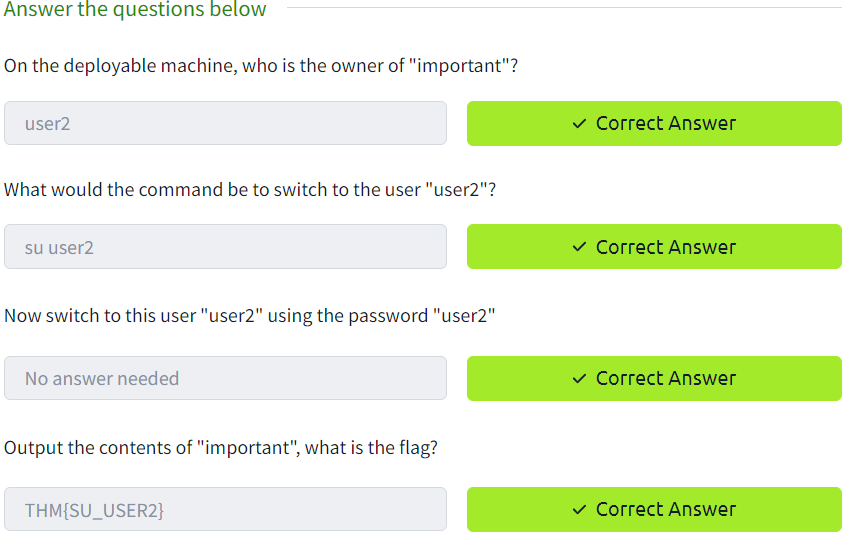 Answer the questions below
On the deployable machine, who is the owner of "important"?
user2
✓ Correct Answer
What would the command be to switch to the user "user2"?
su user2
✓ Correct Answer
Now switch to this user "user2" using the password "user2"
No answer needed
✓ Correct Answer
Output the contents of "important", what is the flag?
THM{SU_USER2}
✓ Correct Answer